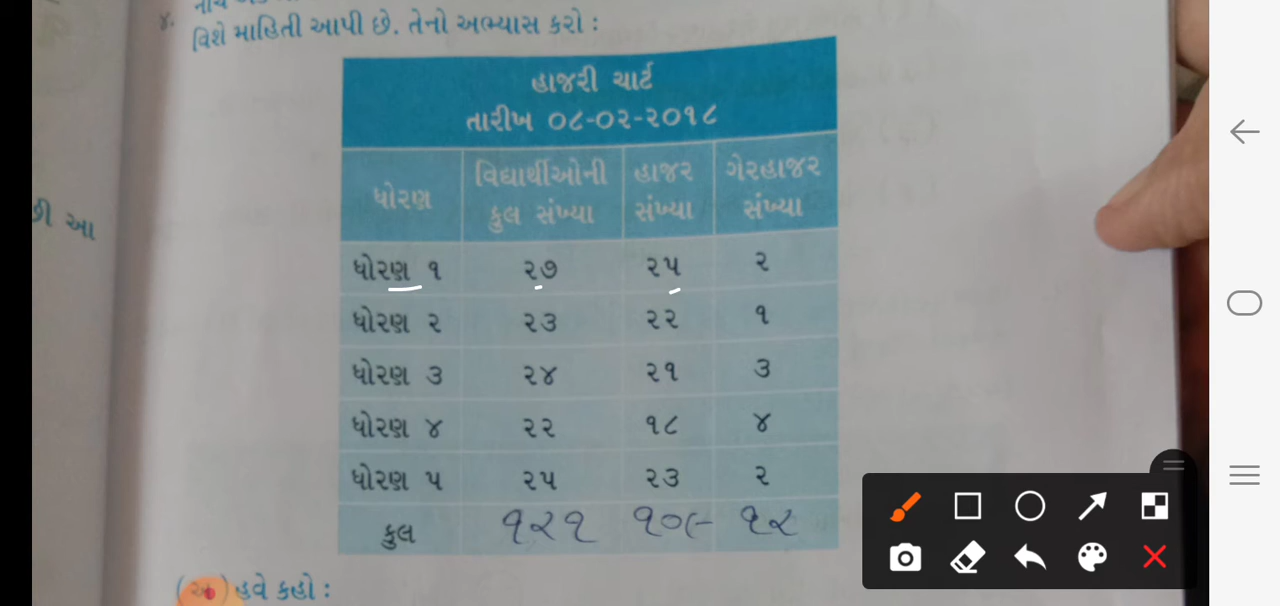 ૪.
વિશે માહિતી આપી છે. તેનો અભ્યાસ કરો :
હાજરી ચાર્ટ
તારીખ ૦૮-૦૨-૨૦૧૮
ધોરણ વિદ્યાર્થીઓની કુલ સંખ્યા હાજર સંખ્યા ગેરહાજર સંખ્યા
ધોરણ ૧ ૨૭ ૨૫ ૨
ધોરણ ૨ ૨૩ ૨૨ ૧
ધોરણ ૩ ૨૪ ૨૧ ૩
ધોરણ ૪ ૨૨ ૧૮ ૪
ધોરણ ૫ ૨૫ ૨૩ ૨
કુલ ૧૨૧ ૧૦૯ ૧૨
(અ) હવે કહો :
છી આ